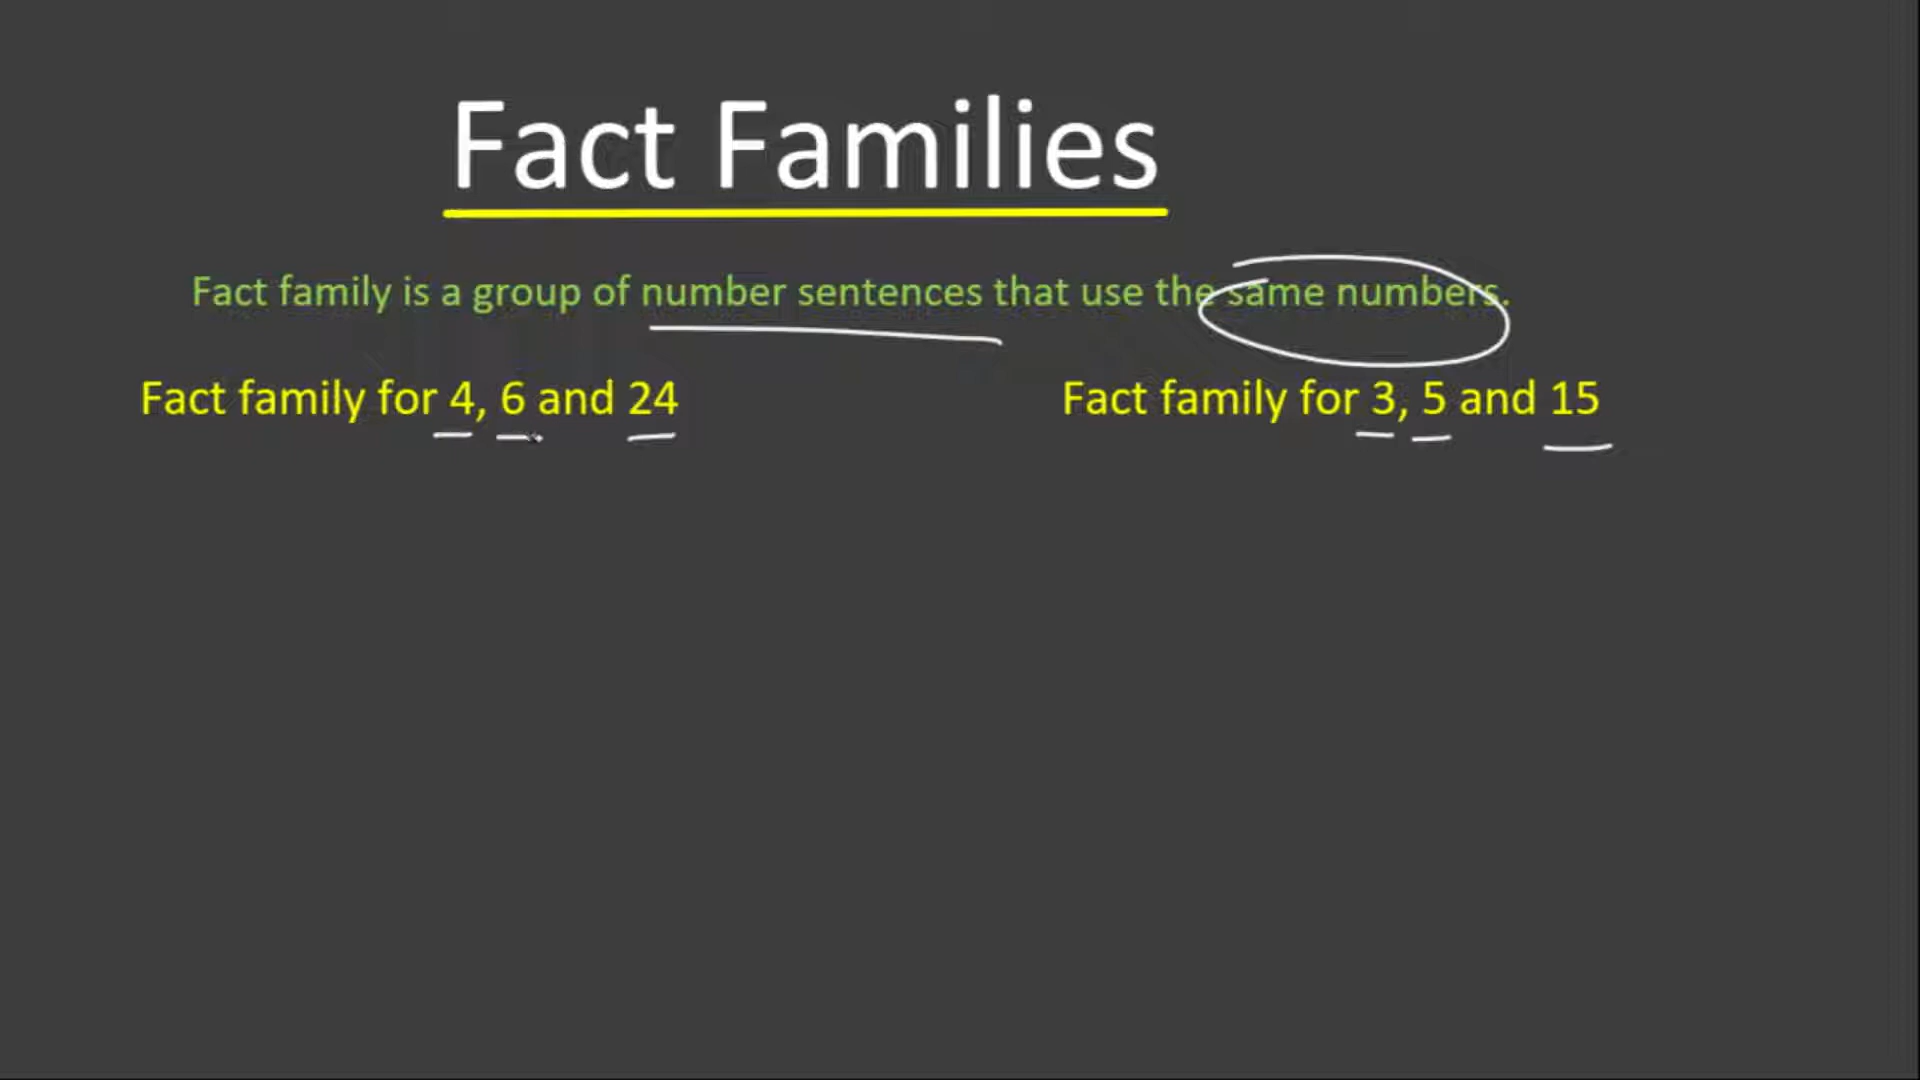 Fact Families
Fact family is a group of number sentences that use the same numbers.
Fact family for 4, 6 and 24
Fact family for 3, 5 and 15